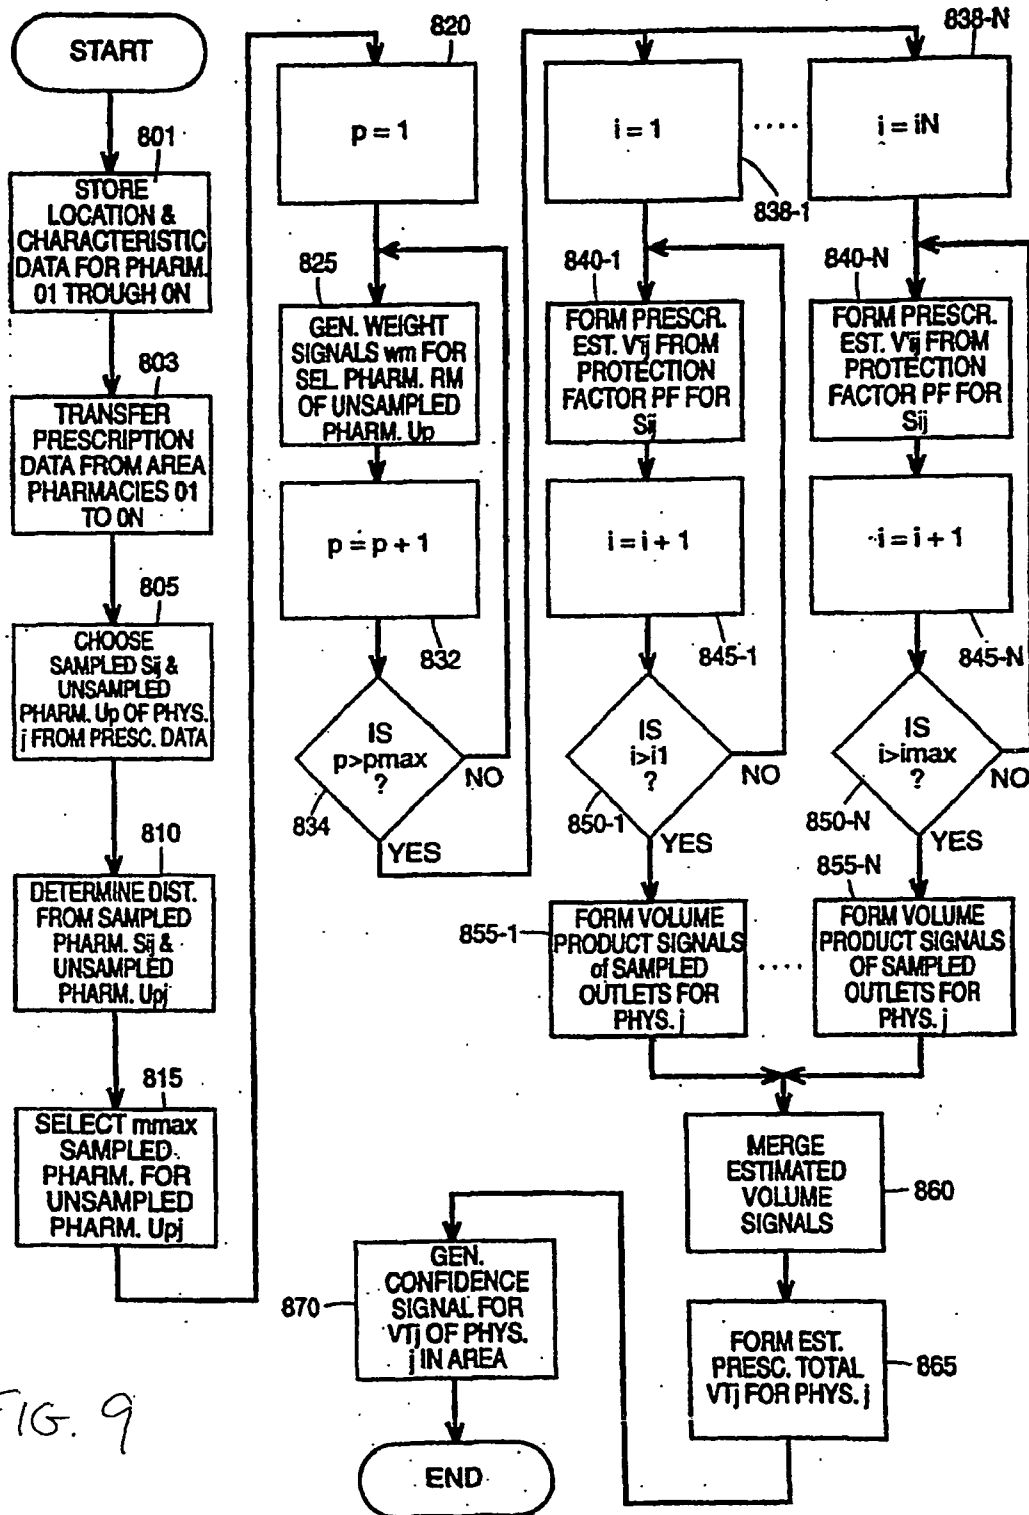 START
801
STORE
LOCATION &
CHARACTERISTIC
DATA FOR PHARM.
01 TROUGH 0N
803
TRANSFER
PRESCRIPTION
DATA FROM AREA
PHARMACIES 01
TO 0N
805
CHOOSE
SAMPLED Sij &
UNSAMPLED
PHARM. Up OF PHYS.
j FROM PRESC. DATA
810
DETERMINE DIST.
FROM SAMPLED
PHARM. Sij &
UNSAMPLED
PHARM. Upj
815
SELECT mmax
SAMPLED
PHARM. FOR
UNSAMPLED
PHARM. Upj
820
p = 1
825
GEN. WEIGHT
SIGNALS wm FOR
SEL. PHARM. RM
OF UNSAMPLED
PHARM. Up
p = p + 1
832
IS
p>pmax
?
NO
834
YES
i = 1
838-1
840-1
FORM PRESCR.
EST. VTij FROM
PROTECTION
FACTOR PF FOR
Sij
i = i + 1
845-1
IS
i>i1
?
NO
850-1
YES
855-1
FORM VOLUME
PRODUCT SIGNALS
of SAMPLED
OUTLETS FOR
PHYS. j
....
838-N
i = iN
840-N
FORM PRESCR.
EST. VTij FROM
PROTECTION
FACTOR PF FOR
Sij
i = i + 1
845-N
IS
i>imax
?
NO
850-N
YES
855-N
FORM VOLUME
PRODUCT SIGNALS
OF SAMPLED
OUTLETS FOR
PHYS. j
....
MERGE
ESTIMATED
VOLUME
SIGNALS
860
FORM EST.
PRESC. TOTAL
VTj FOR PHYS. j
865
GEN.
CONFIDENCE
SIGNAL FOR
VTj OF PHYS.
j IN AREA
870
END
FIG. 9